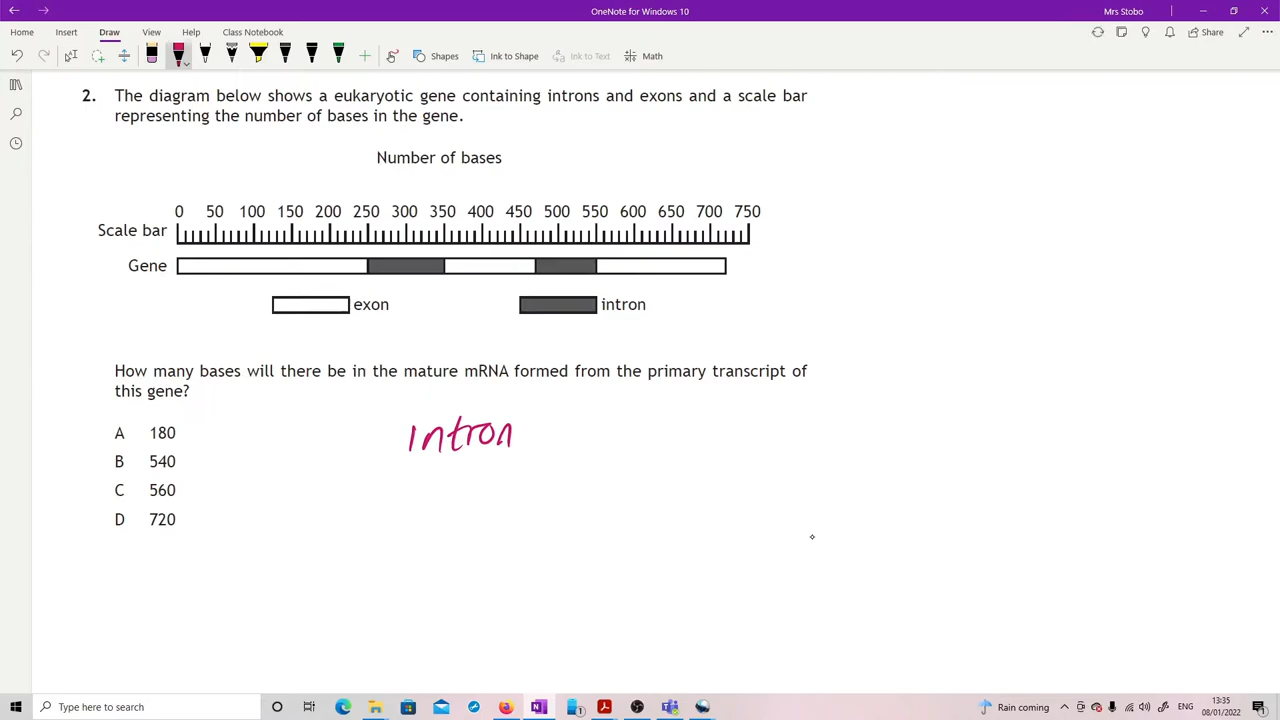 OneNote for Windows 10
Mrs Stobo
Home Insert Draw View Help Class Notebook
Share
Shapes Ink to Shape Ink to Text Math
2. The diagram below shows a eukaryotic gene containing introns and exons and a scale bar
representing the number of bases in the gene.
Number of bases
0 50 100 150 200 250 300 350 400 450 500 550 600 650 700 750
Scale bar
Gene
exon intron
How many bases will there be in the mature mRNA formed from the primary transcript of
this gene?
A 180
intron
B 540
C 560
D 720
Type here to search
Rain coming
ENG
13:35
08/01/2022